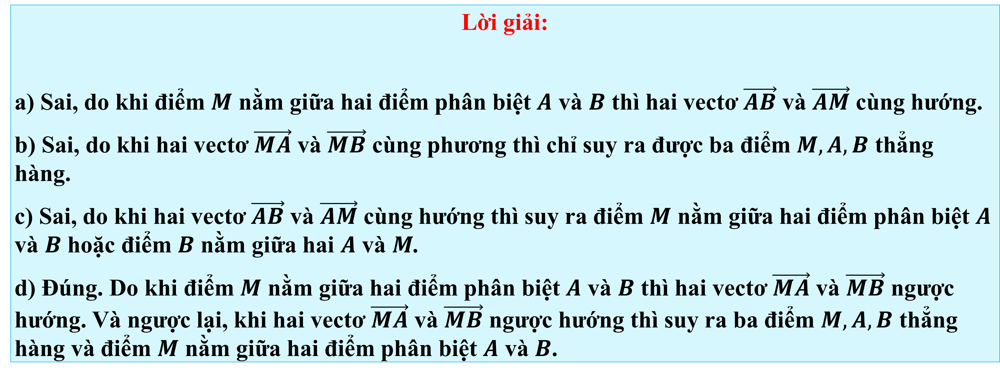 Lời giải:
a) Sai, do khi điểm $M$ nằm giữa hai điểm phân biệt $A$ và $B$ thì hai vectơ $\overrightarrow{AB}$ và $\overrightarrow{AM}$ cùng hướng.
b) Sai, do khi hai vectơ $\overrightarrow{MA}$ và $\overrightarrow{MB}$ cùng phương thì chỉ suy ra được ba điểm $M, A, B$ thẳng
hàng.
c) Sai, do khi hai vectơ $\overrightarrow{AB}$ và $\overrightarrow{AM}$ cùng hướng thì suy ra điểm $M$ nằm giữa hai điểm phân biệt $A$
và $B$ hoặc điểm $B$ nằm giữa hai $A$ và $M$.
d) Đúng. Do khi điểm $M$ nằm giữa hai điểm phân biệt $A$ và $B$ thì hai vectơ $\overrightarrow{MA}$ và $\overrightarrow{MB}$ ngược
hướng. Và ngược lại, khi hai vectơ $\overrightarrow{MA}$ và $\overrightarrow{MB}$ ngược hướng thì suy ra ba điểm $M, A, B$ thẳng
hàng và điểm $M$ nằm giữa hai điểm phân biệt $A$ và $B$.